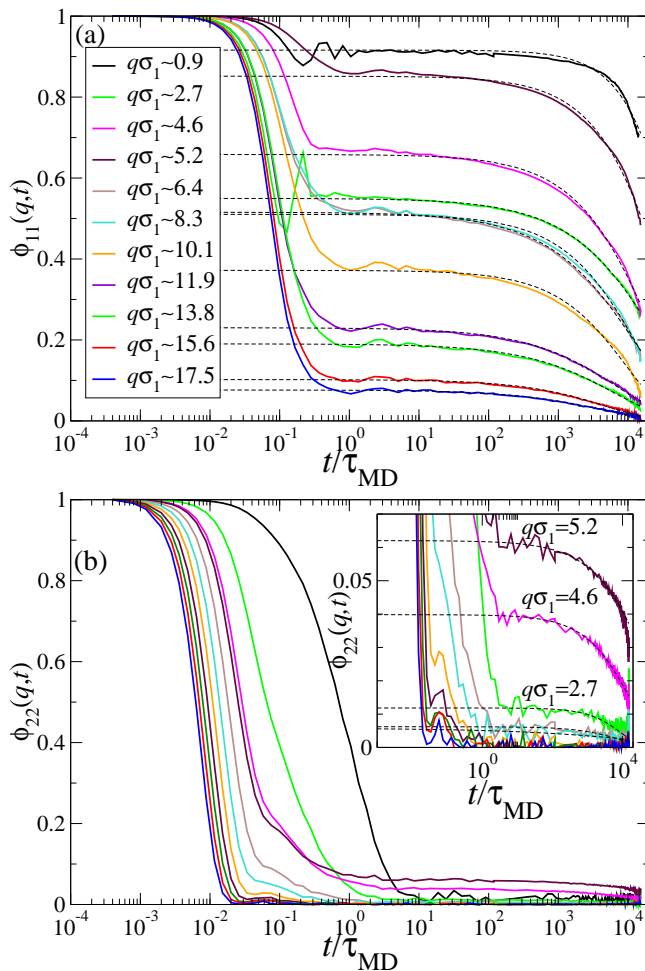 (a)
1
0.8
0.6
0.4
0.2
0
ϕ₁₁(q,t)
qσ₁~0.9
qσ₁~2.7
qσ₁~4.6
qσ₁~5.2
qσ₁~6.4
qσ₁~8.3
qσ₁~10.1
qσ₁~11.9
qσ₁~13.8
qσ₁~15.6
qσ₁~17.5
10⁻⁴ 10⁻³ 10⁻² 10⁻¹ 10⁰ 10¹ 10² 10³ 10⁴
t/τ_MD
(b)
1
0.8
0.6
0.4
0.2
0
ϕ₂₂(q,t)
qσ₁=5.2
0.05
qσ₁=4.6
qσ₁=2.7
0
ϕ₂₂(q,t)
10⁰ 10⁴
t/τ_MD
10⁻⁴ 10⁻³ 10⁻² 10⁻¹ 10⁰ 10¹ 10² 10³ 10⁴
t/τ_MD